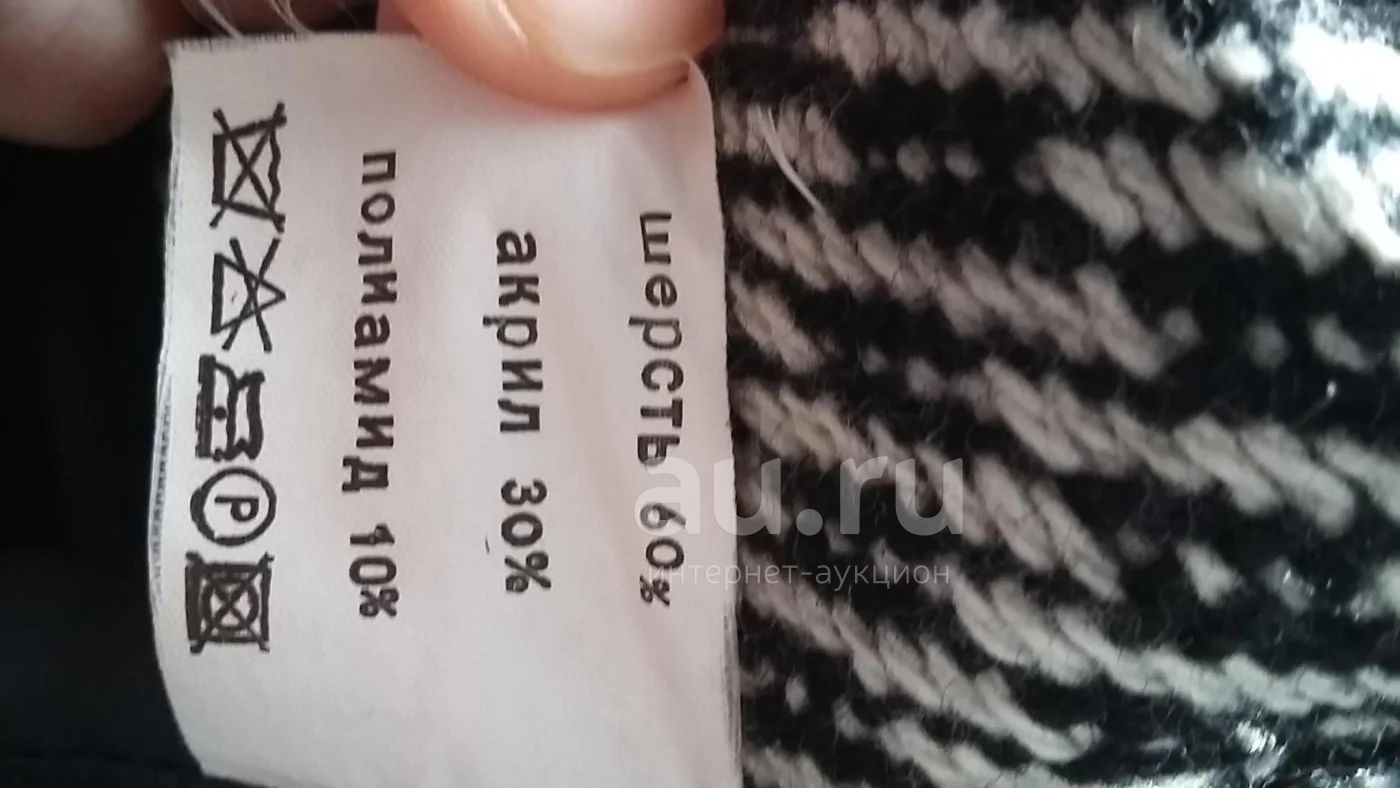 шерсть 60%
акрил 30%
полиамид 10%
P
au.ru
интернет-аукцион